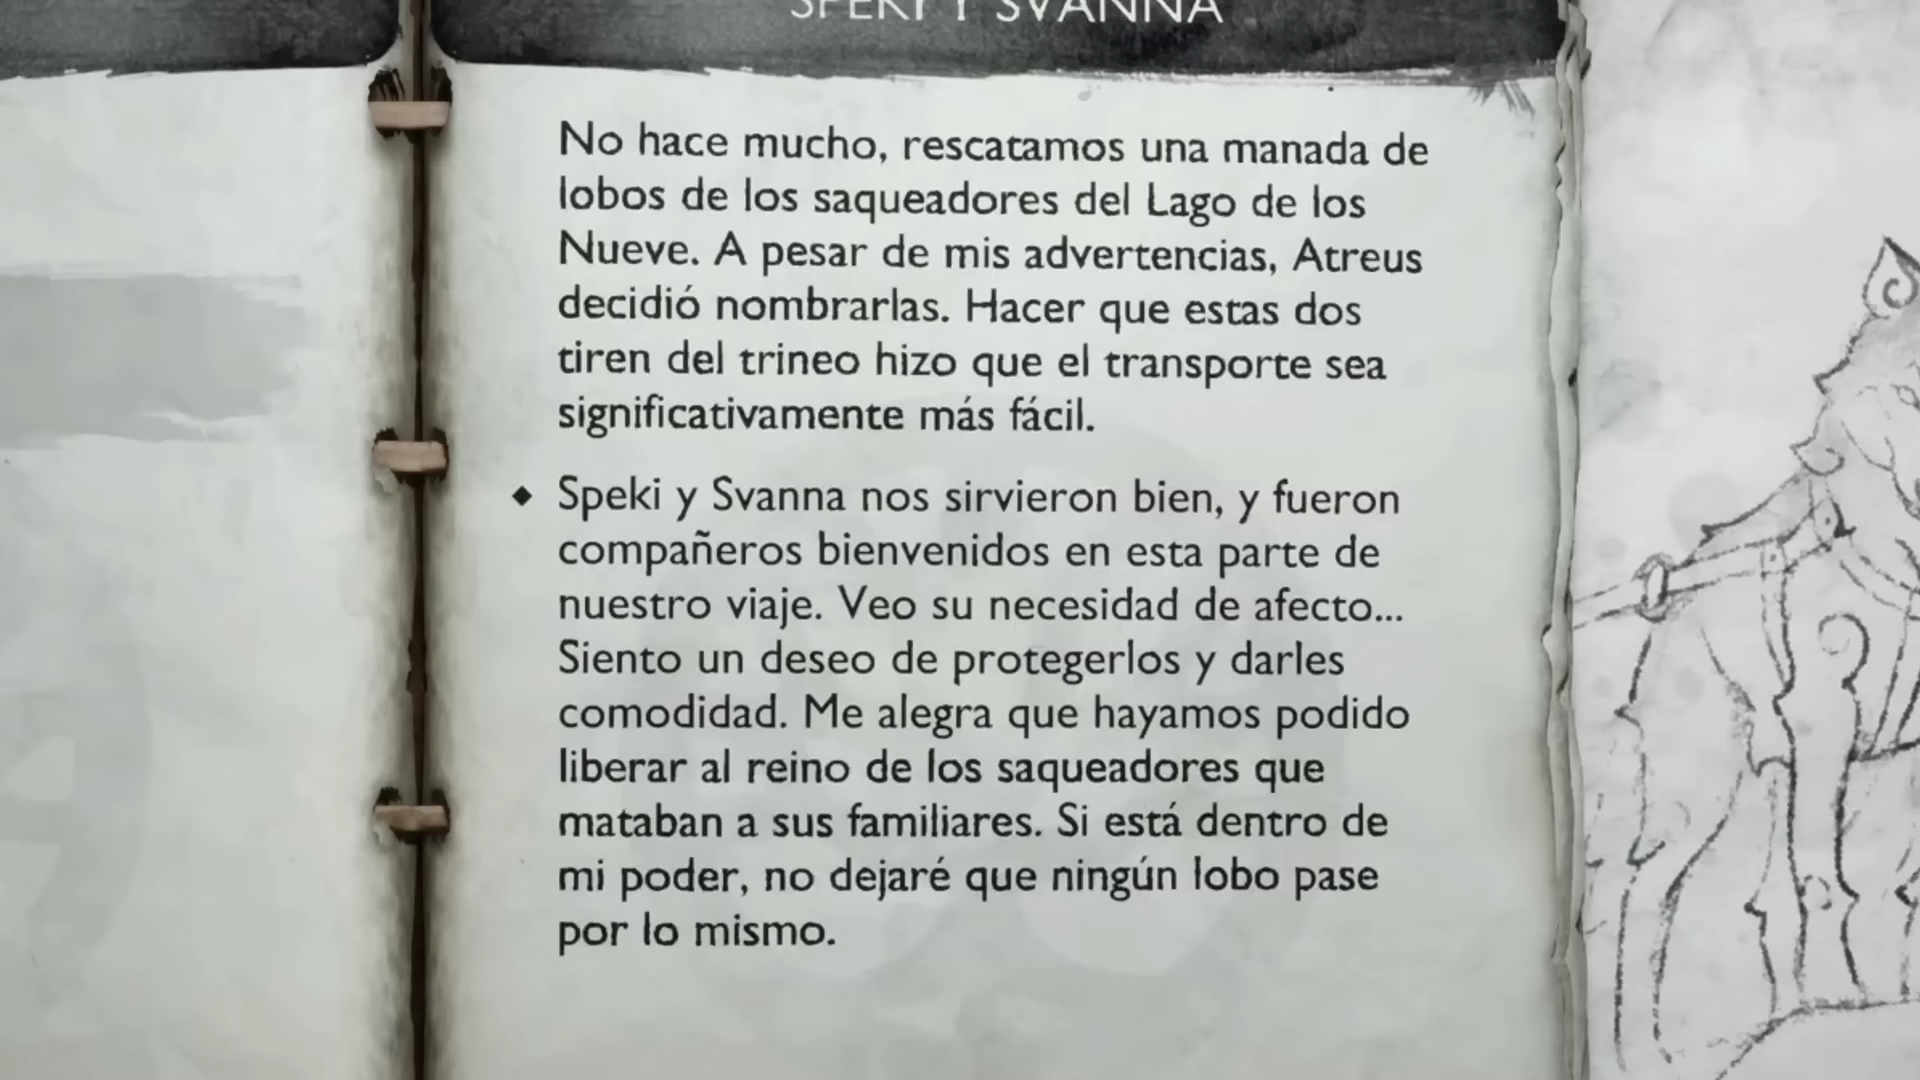 SPEKI Y SVANNA
No hace mucho, rescatamos una manada de
lobos de los saqueadores del Lago de los
Nueve. A pesar de mis advertencias, Atreus
decidió nombrarlas. Hacer que estas dos
tiren del trineo hizo que el transporte sea
significativamente más fácil.
◆ Speki y Svanna nos sirvieron bien, y fueron
compañeros bienvenidos en esta parte de
nuestro viaje. Veo su necesidad de afecto...
Siento un deseo de protegerlos y darles
comodidad. Me alegra que hayamos podido
liberar al reino de los saqueadores que
mataban a sus familiares. Si está dentro de
mi poder, no dejaré que ningún lobo pase
por lo mismo.